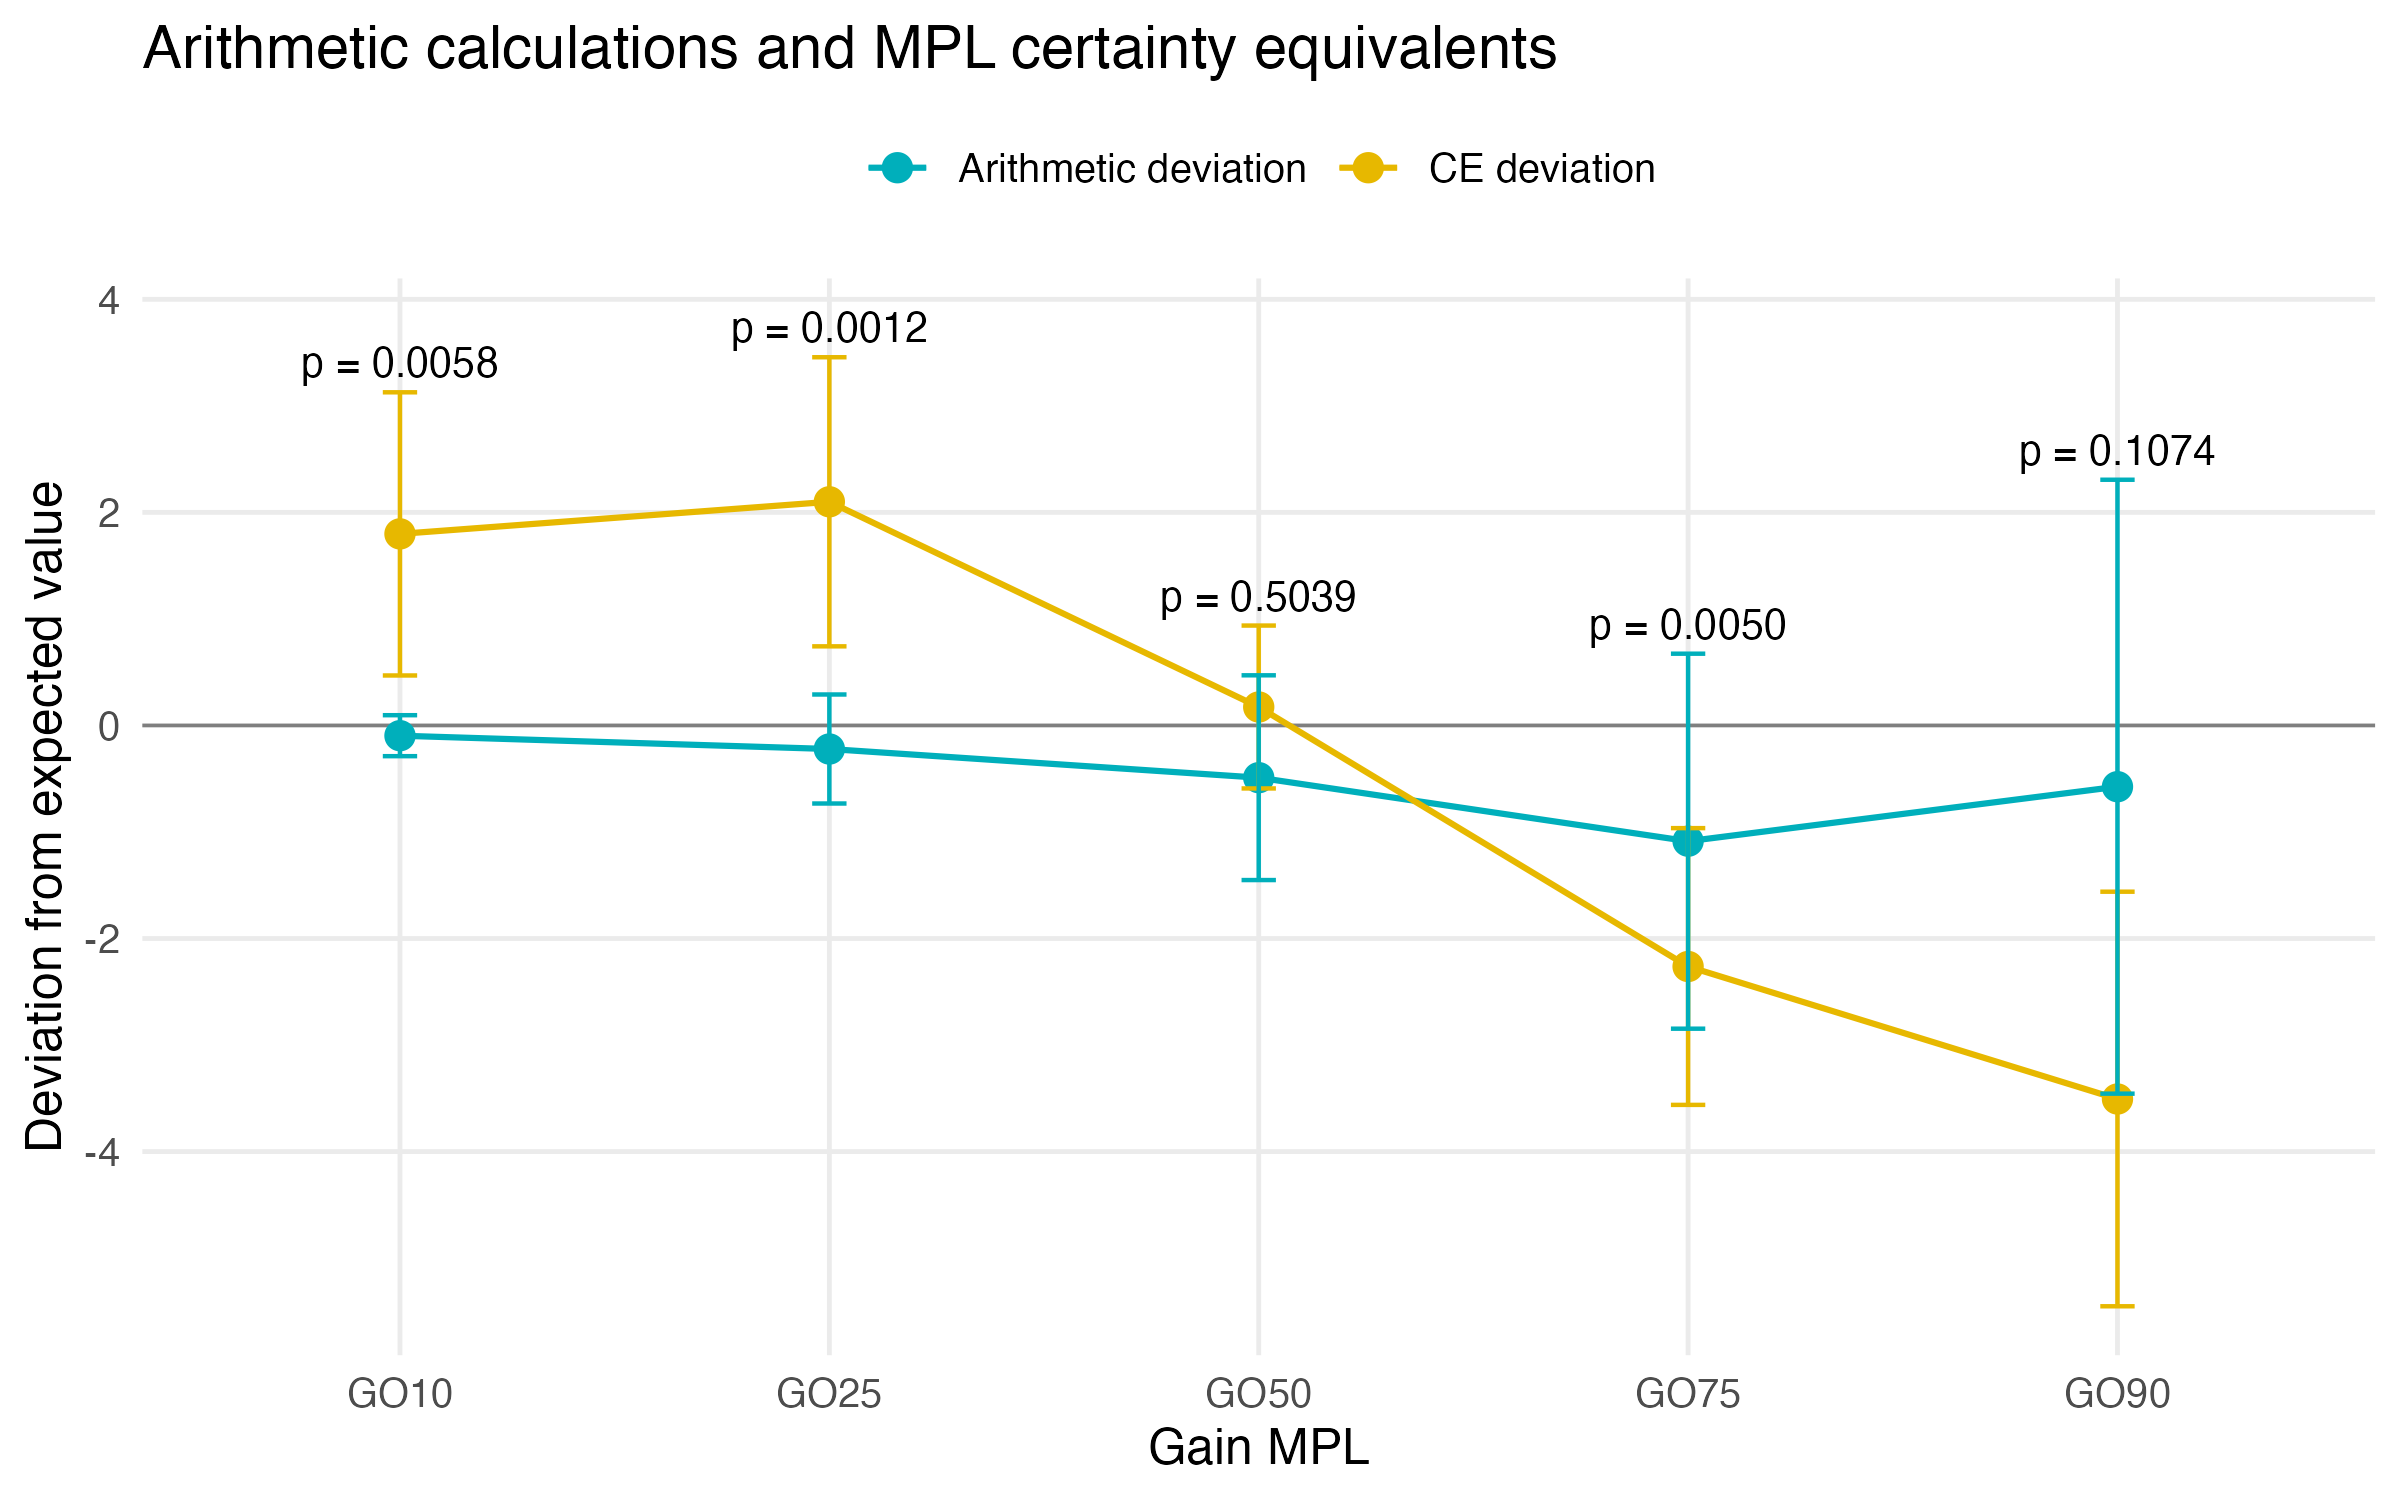 Arithmetic calculations and MPL certainty equivalents
Arithmetic deviation CE deviation
Deviation from expected value
4
2
0
-2
-4
p = 0.0058
p = 0.0012
p = 0.5039
p = 0.0050
p = 0.1074
GO10 GO25 GO50 GO75 GO90
Gain MPL